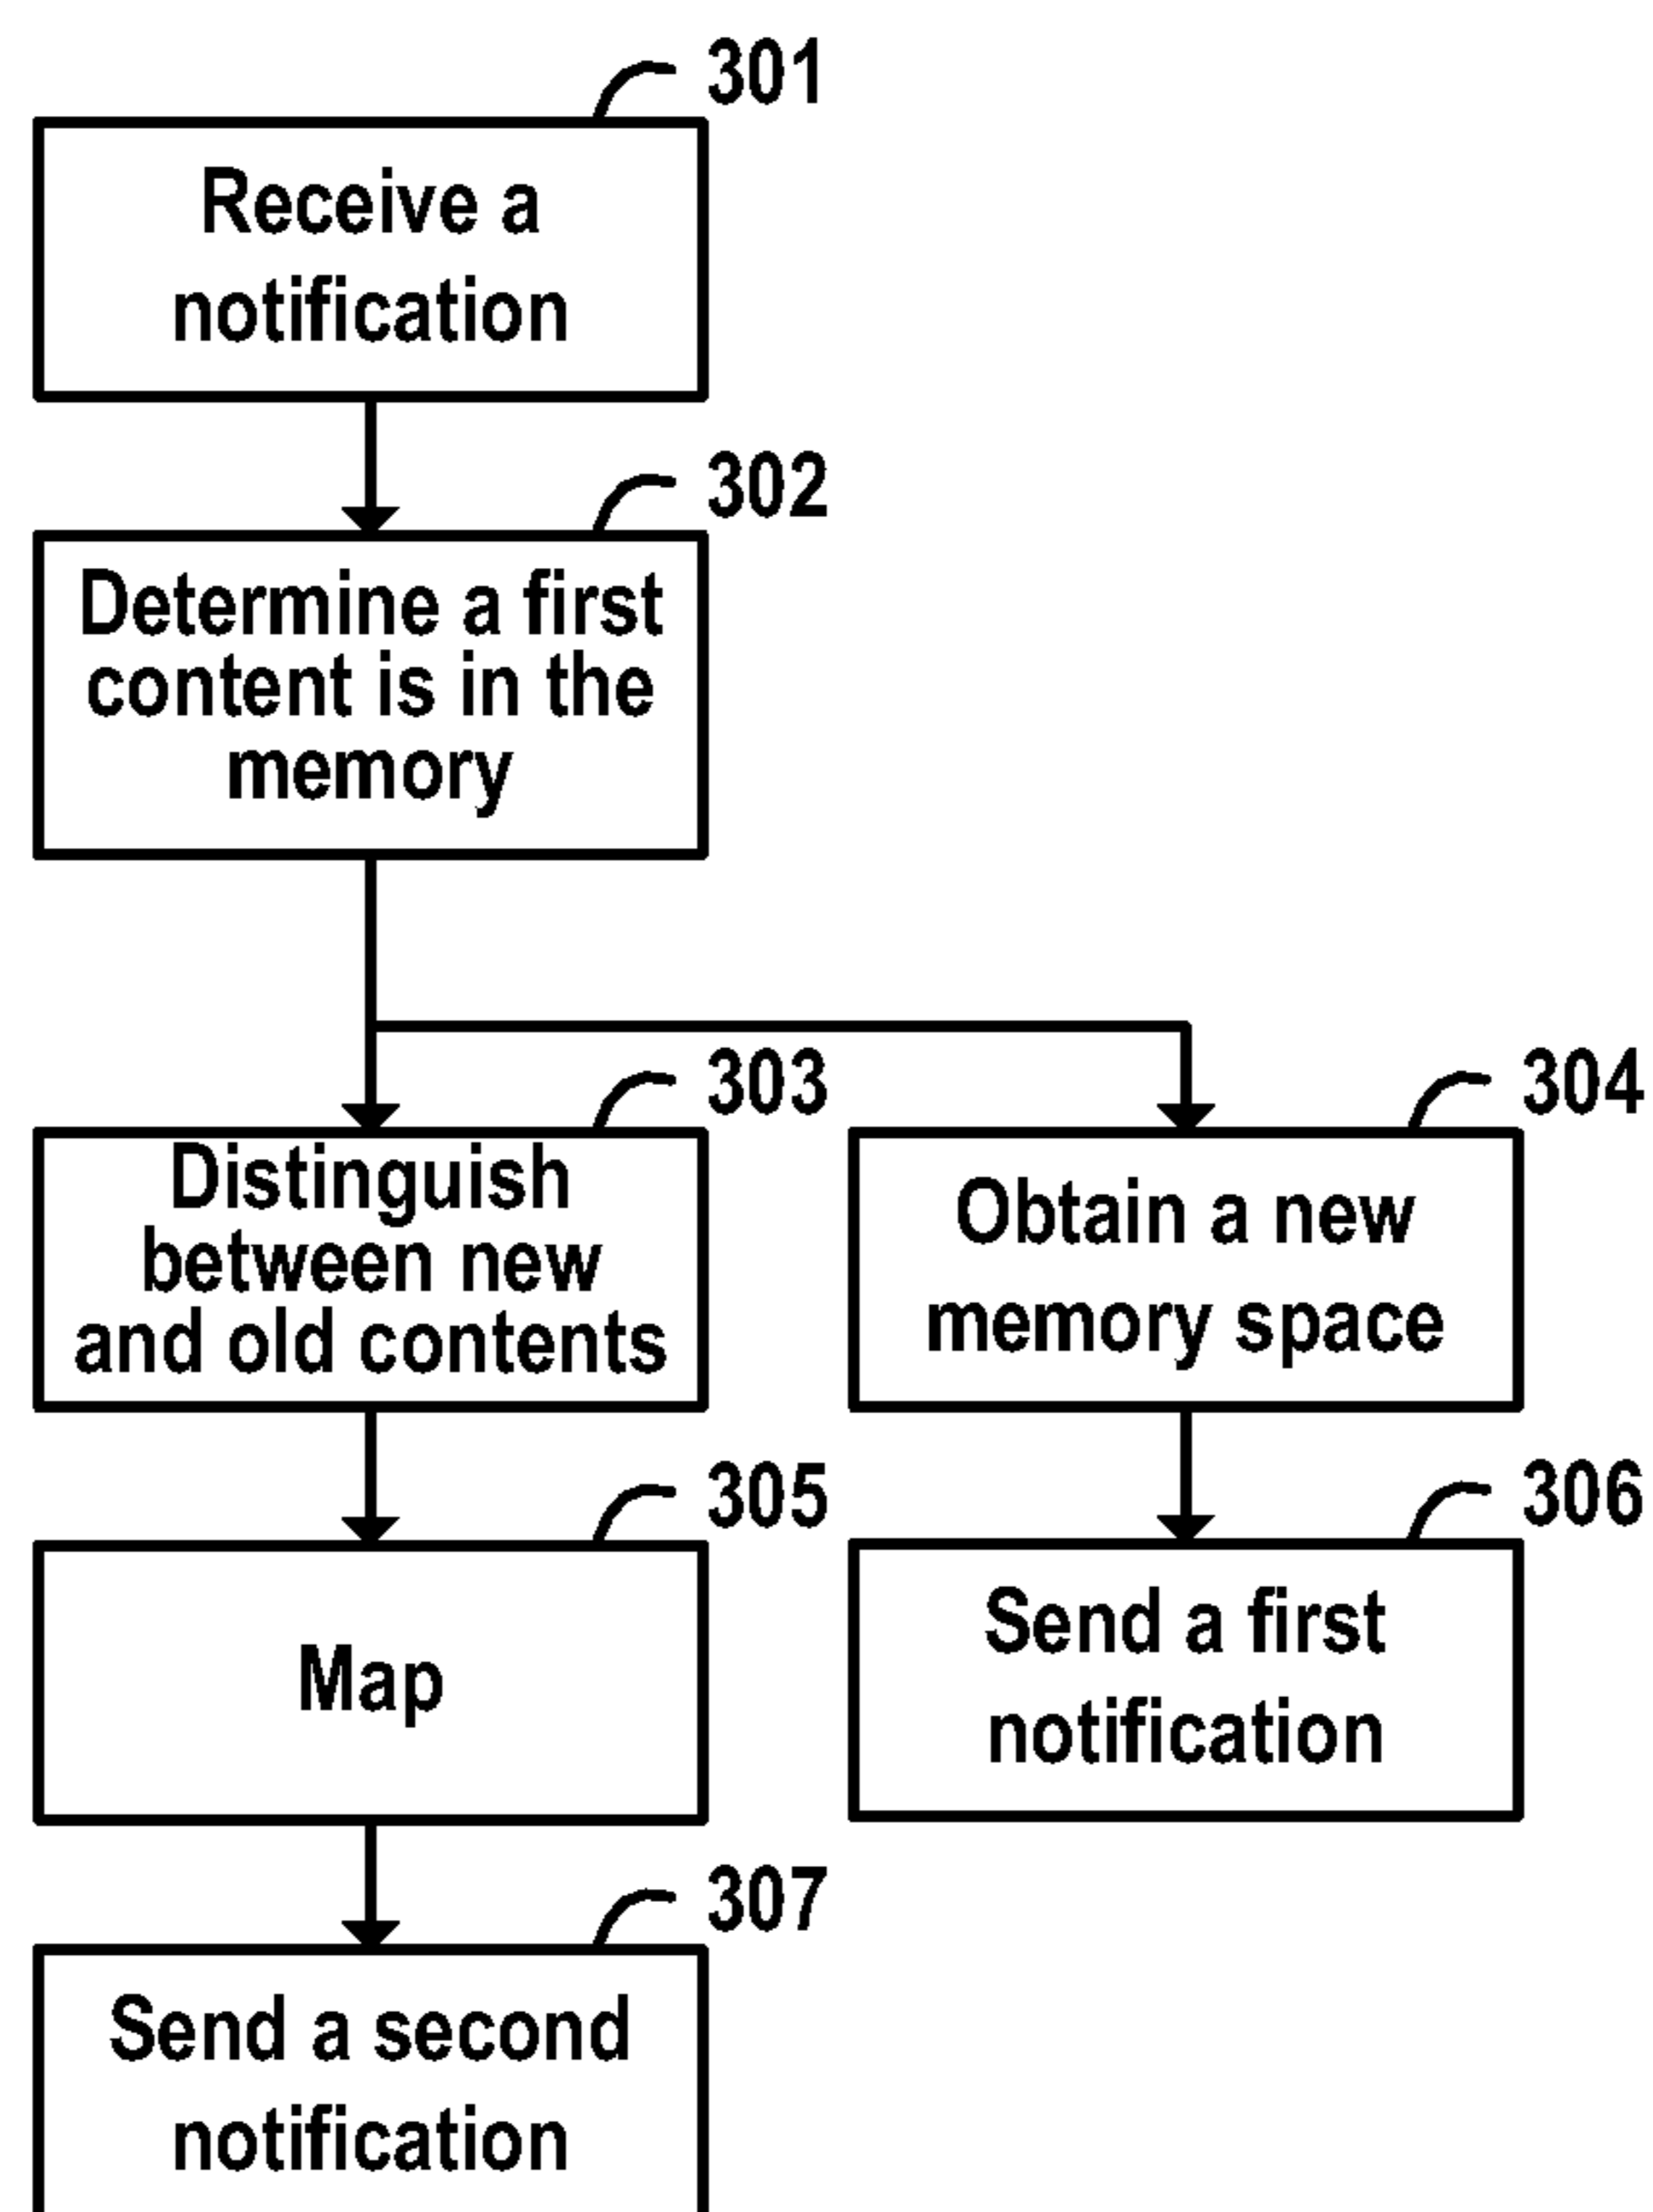 301
Receive a
notification
302
Determine a first
content is in the
memory
303
Distinguish
between new
and old contents
304
Obtain a new
memory space
305
Map
306
Send a first
notification
307
Send a second
notification